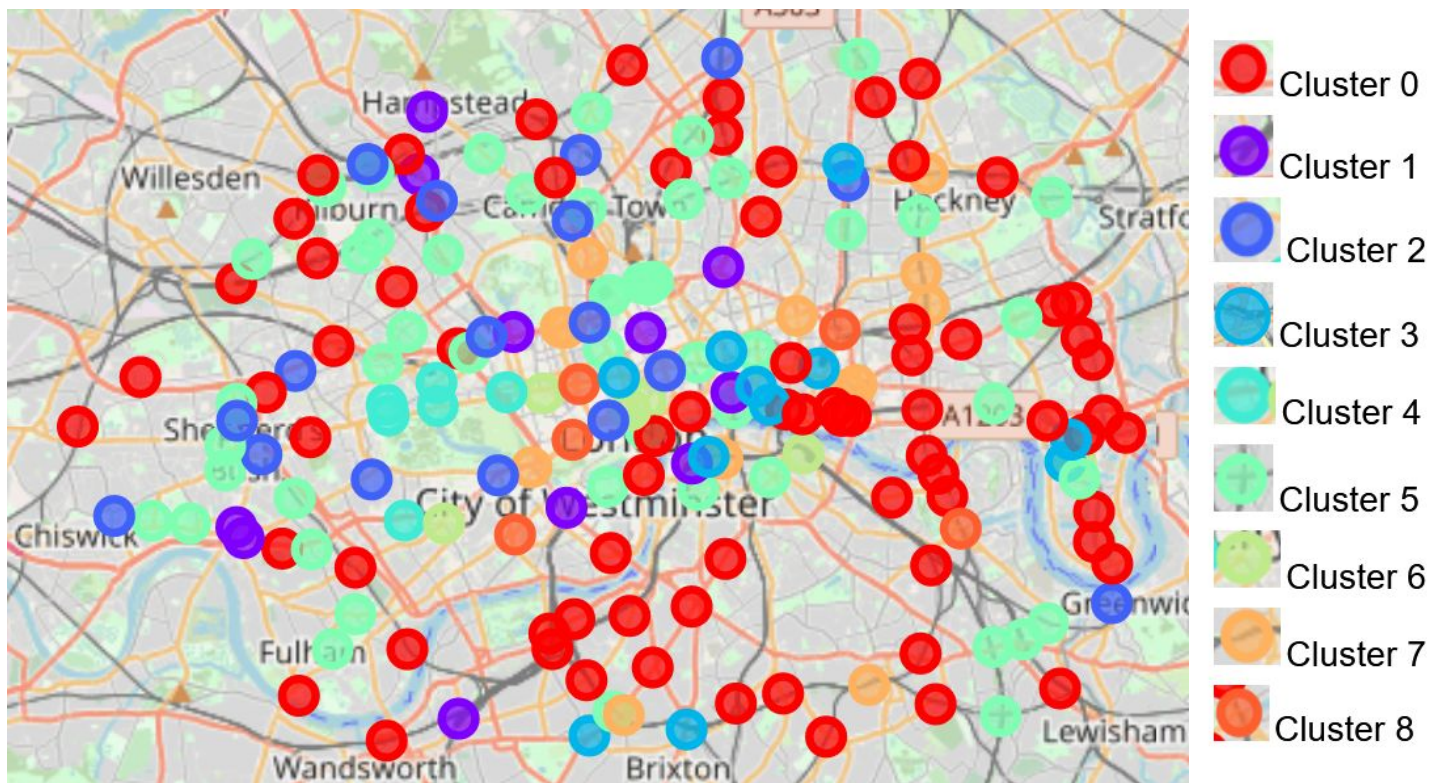 Hampstead
Willesden
Kilburn
Camden Town
Hackney
Stratfo
A1203
Shepherd's
Bush
London
City of Westminster
Chiswick
Fulham
Greenwic
Wandsworth
Brixton
Lewisham
Cluster 0
Cluster 1
Cluster 2
Cluster 3
Cluster 4
Cluster 5
Cluster 6
Cluster 7
Cluster 8